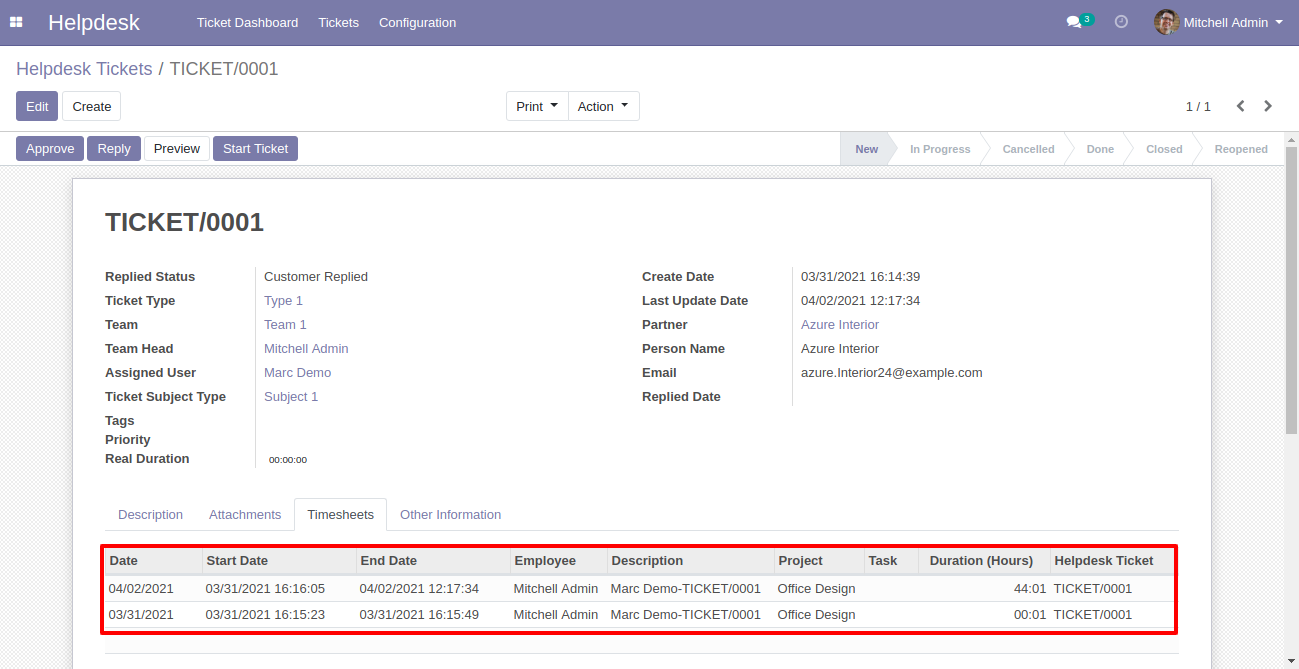 Helpdesk Ticket Dashboard Tickets Configuration 3 Mitchell Admin
Helpdesk Tickets / TICKET/0001
Edit Create Print Action 1 / 1
Approve Reply Preview Start Ticket New In Progress Cancelled Done Closed Reopened
TICKET/0001
Replied Status Customer Replied Create Date 03/31/2021 16:14:39
Ticket Type Type 1 Last Update Date 04/02/2021 12:17:34
Team Team 1 Partner Azure Interior
Team Head Mitchell Admin Person Name Azure Interior
Assigned User Marc Demo Email azure.Interior24@example.com
Ticket Subject Type Subject 1 Replied Date
Tags
Priority
Real Duration 00:00:00
Description Attachments Timesheets Other Information
Date Start Date End Date Employee Description Project Task Duration (Hours) Helpdesk Ticket
04/02/2021 03/31/2021 16:16:05 04/02/2021 12:17:34 Mitchell Admin Marc Demo-TICKET/0001 Office Design 44:01 TICKET/0001
03/31/2021 03/31/2021 16:15:23 03/31/2021 16:15:49 Mitchell Admin Marc Demo-TICKET/0001 Office Design 00:01 TICKET/0001